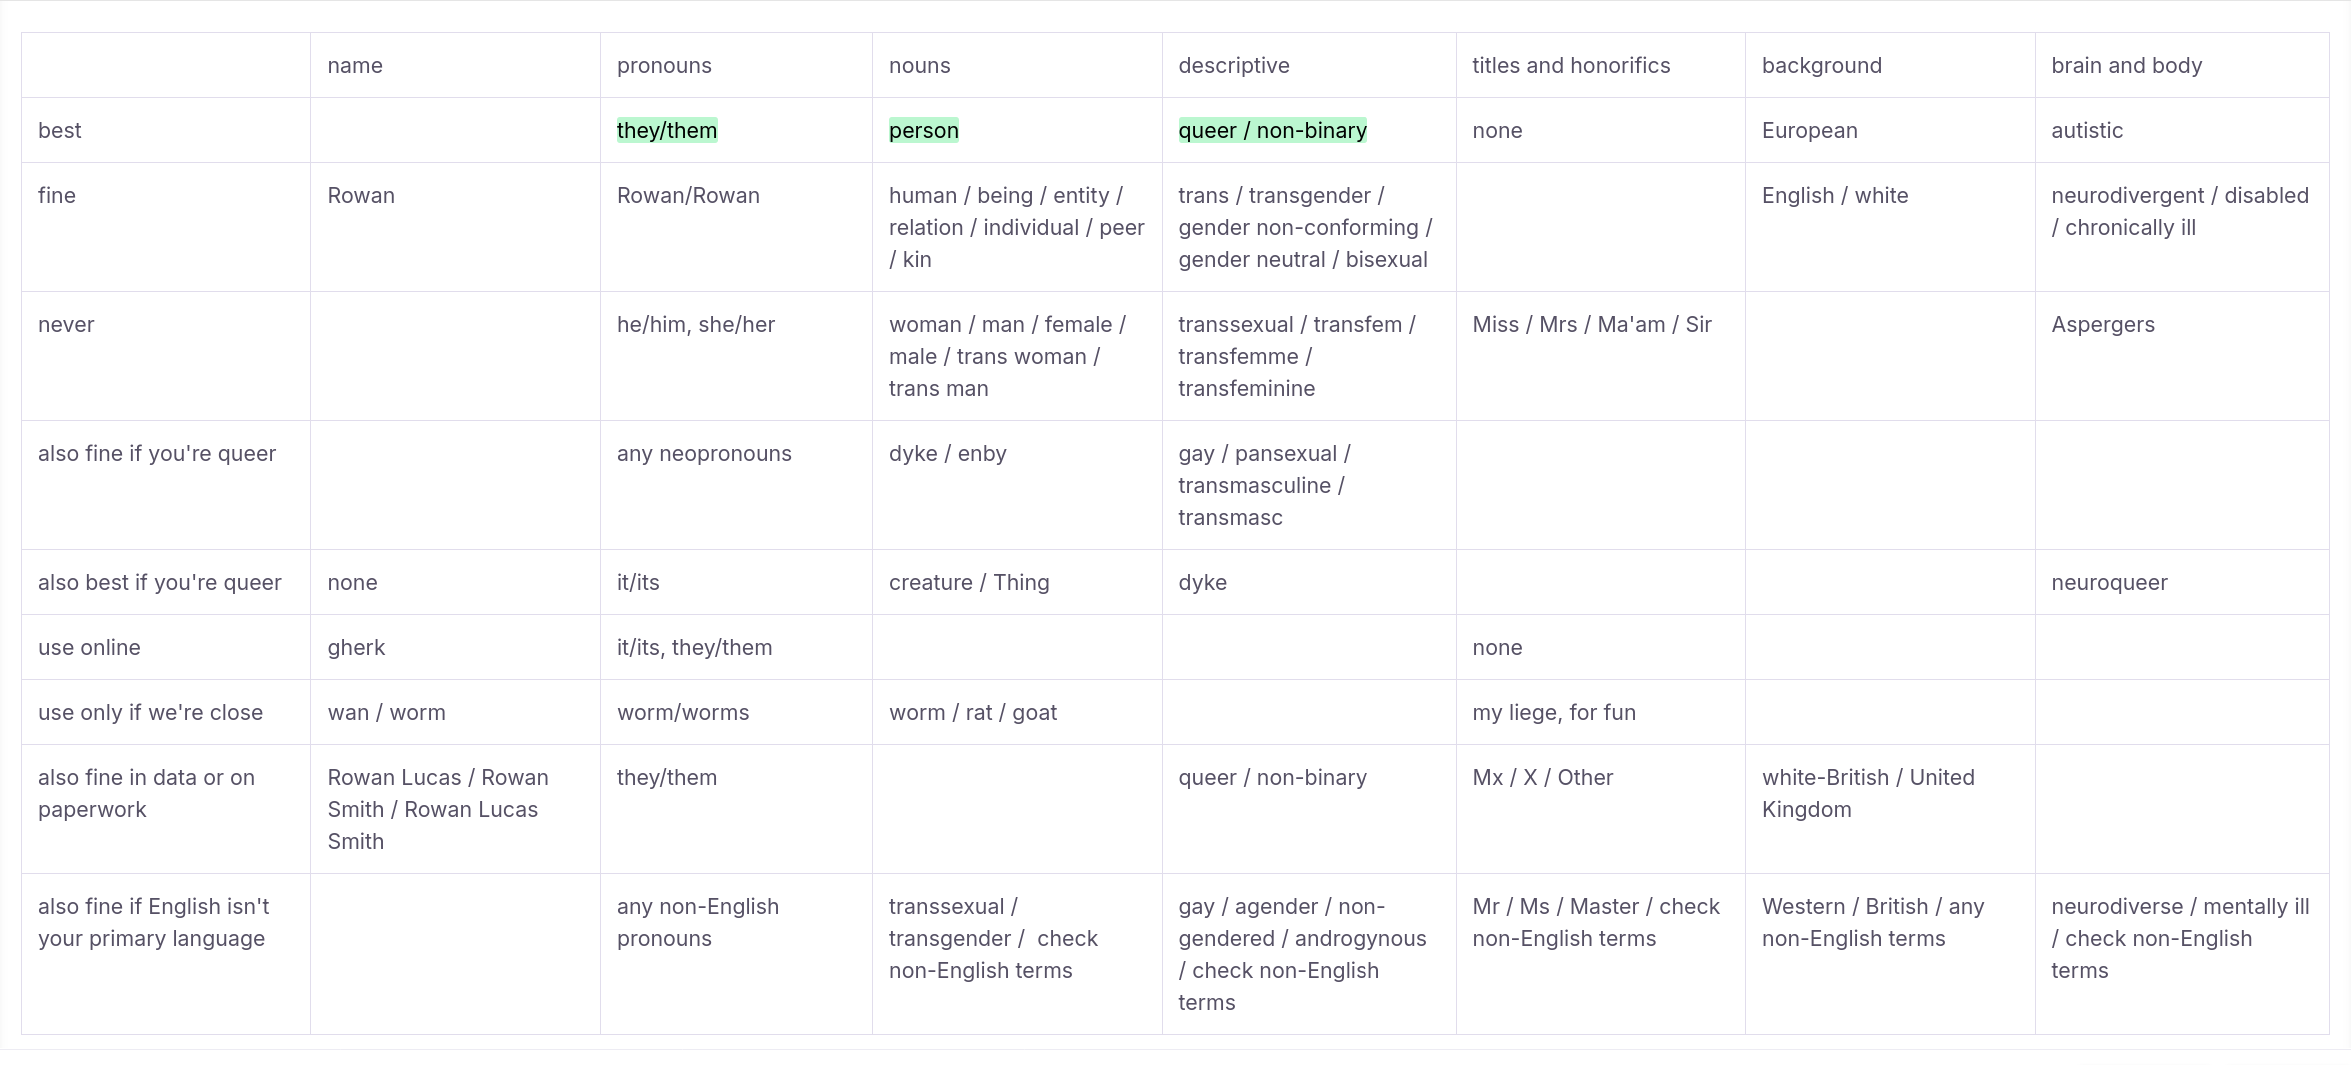 name pronouns nouns descriptive titles and honorifics background brain and body
best they/them person queer / non-binary none European autistic
fine Rowan Rowan/Rowan human / being / entity / trans / transgender / English / white neurodivergent / disabled
relation / individual / peer gender non-conforming / / chronically ill
/ kin gender neutral / bisexual
never he/him, she/her woman / man / female / transsexual / transfem / Miss / Mrs / Ma'am / Sir Aspergers
male / trans woman / transfemme /
trans man transfeminine
also fine if you're queer any neopronouns dyke / enby gay / pansexual /
transmasculine /
transmasc
also best if you're queer none it/its creature / Thing dyke neuroqueer
use online gherk it/its, they/them none
use only if we're close wan / worm worm/worms worm / rat / goat my liege, for fun
also fine in data or on Rowan Lucas / Rowan they/them queer / non-binary Mx / X / Other white-British / United
paperwork Smith / Rowan Lucas Kingdom
Smith
also fine if English isn't any non-English transsexual / gay / agender / non- Mr / Ms / Master / check Western / British / any neurodiverse / mentally ill
your primary language pronouns transgender / check gendered / androgynous non-English terms non-English terms / check non-English
non-English terms / check non-English terms
terms